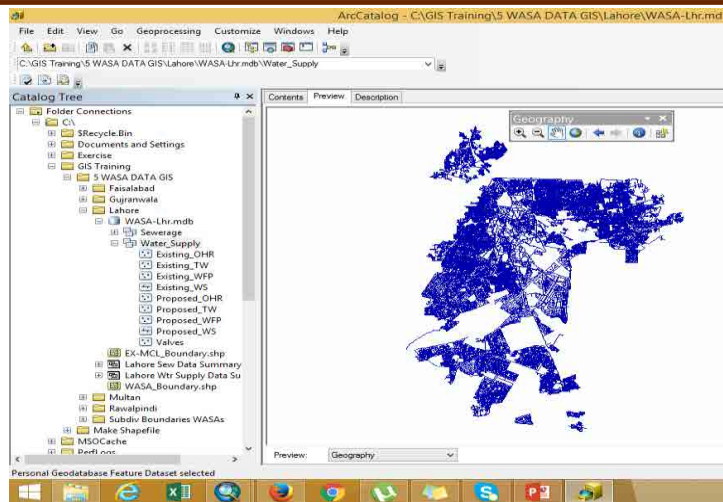 ArcCatalog - C:\GIS Training\5 WASA DATA GIS\Lahore\WASA-Lhr.md
File Edit View Go Geoprocessing Customize Windows Help
C:\GIS Training\5 WASA DATA GIS\Lahore\WASA-Lhr.mdb\Water_Supply
Catalog Tree
Contents Preview Description
Geography
Folder Connections
C:\
$Recycle.Bin
Documents and Settings
Exercise
GIS Training
5 WASA DATA GIS
Faisalabad
Gujranwala
Lahore
WASA-Lhr.mdb
Sewerage
Water_Supply
Existing_OHR
Existing_TW
Existing_WFP
Existing_WS
Proposed_OHR
Proposed_TW
Proposed_WFP
Proposed_WS
Valves
EX-MCL_Boundary.shp
Lahore Sew Data Summary
Lahore Wtr Supply Data Su
WASA_Boundary.shp
Multan
Rawalpindi
Subdiv Boundaries WASAs
Make Shapefile
MSOCache
PerfLogs
Preview: Geography
Personal Geodatabase Feature Dataset selected